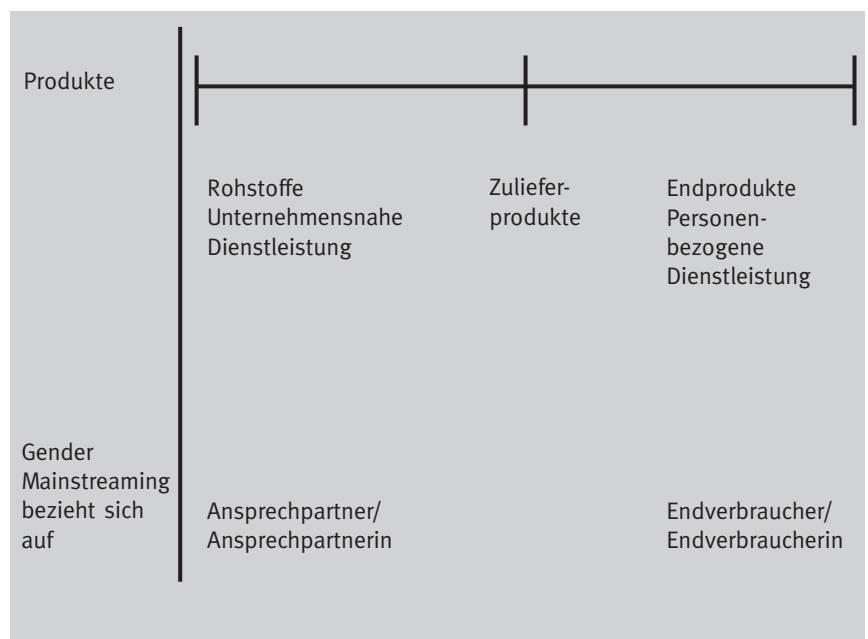 Produkte
Rohstoffe
Unternehmensnahe
Dienstleistung
Zuliefer-
produkte
Endprodukte
Personen-
bezogene
Dienstleistung
Gender
Mainstreaming
bezieht sich
auf
Ansprechpartner/
Ansprechpartnerin
Endverbraucher/
Endverbraucherin